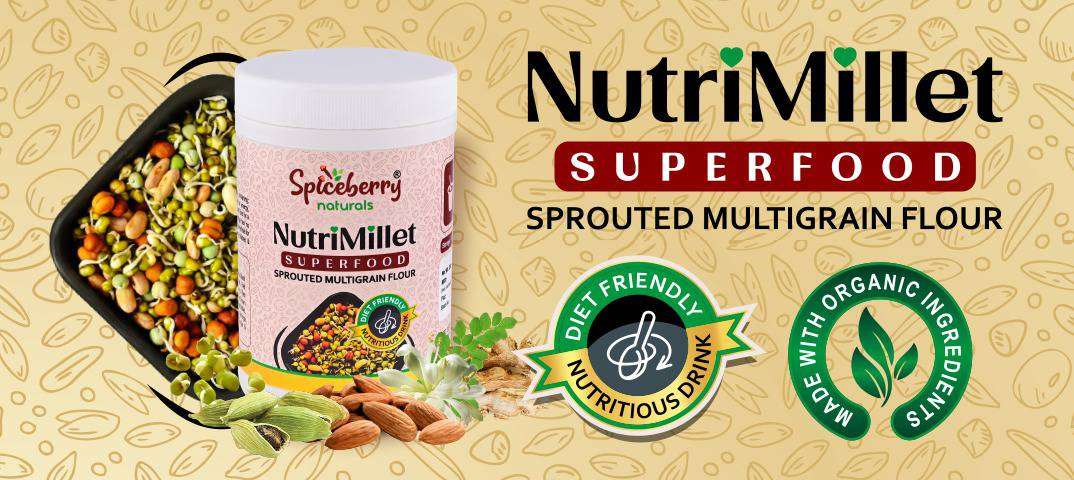 NutriMillet
SUPERFOOD
SPROUTED MULTIGRAIN FLOUR
DIET FRIENDLY
NUTRITIOUS DRINK
MADE WITH ORGANIC INGREDIENTS
Spiceberry®
naturals
NutriMillet
SUPERFOOD
SPROUTED MULTIGRAIN FLOUR
DIET FRIENDLY
NUTRITIOUS DRINK